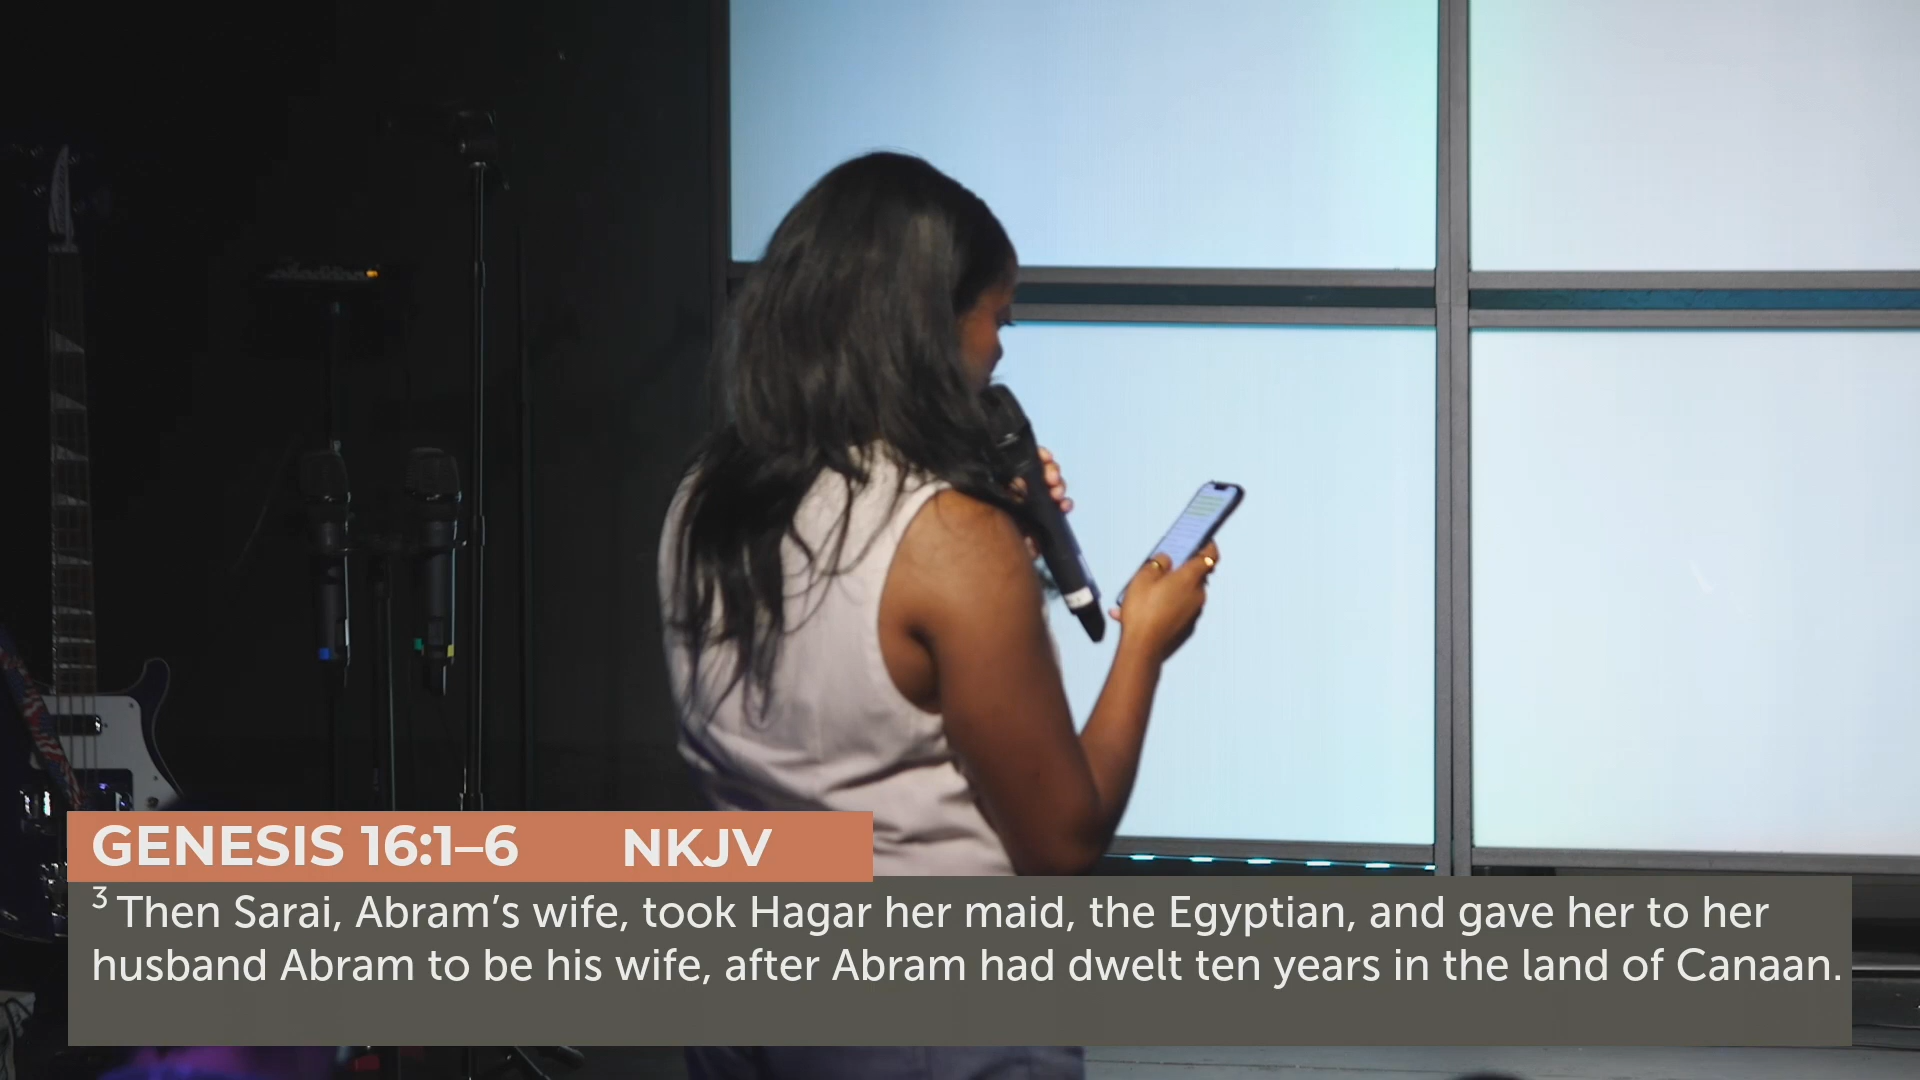 GENESIS 16:1–6 NKJV
3 Then Sarai, Abram’s wife, took Hagar her maid, the Egyptian, and gave her to her
husband Abram to be his wife, after Abram had dwelt ten years in the land of Canaan.